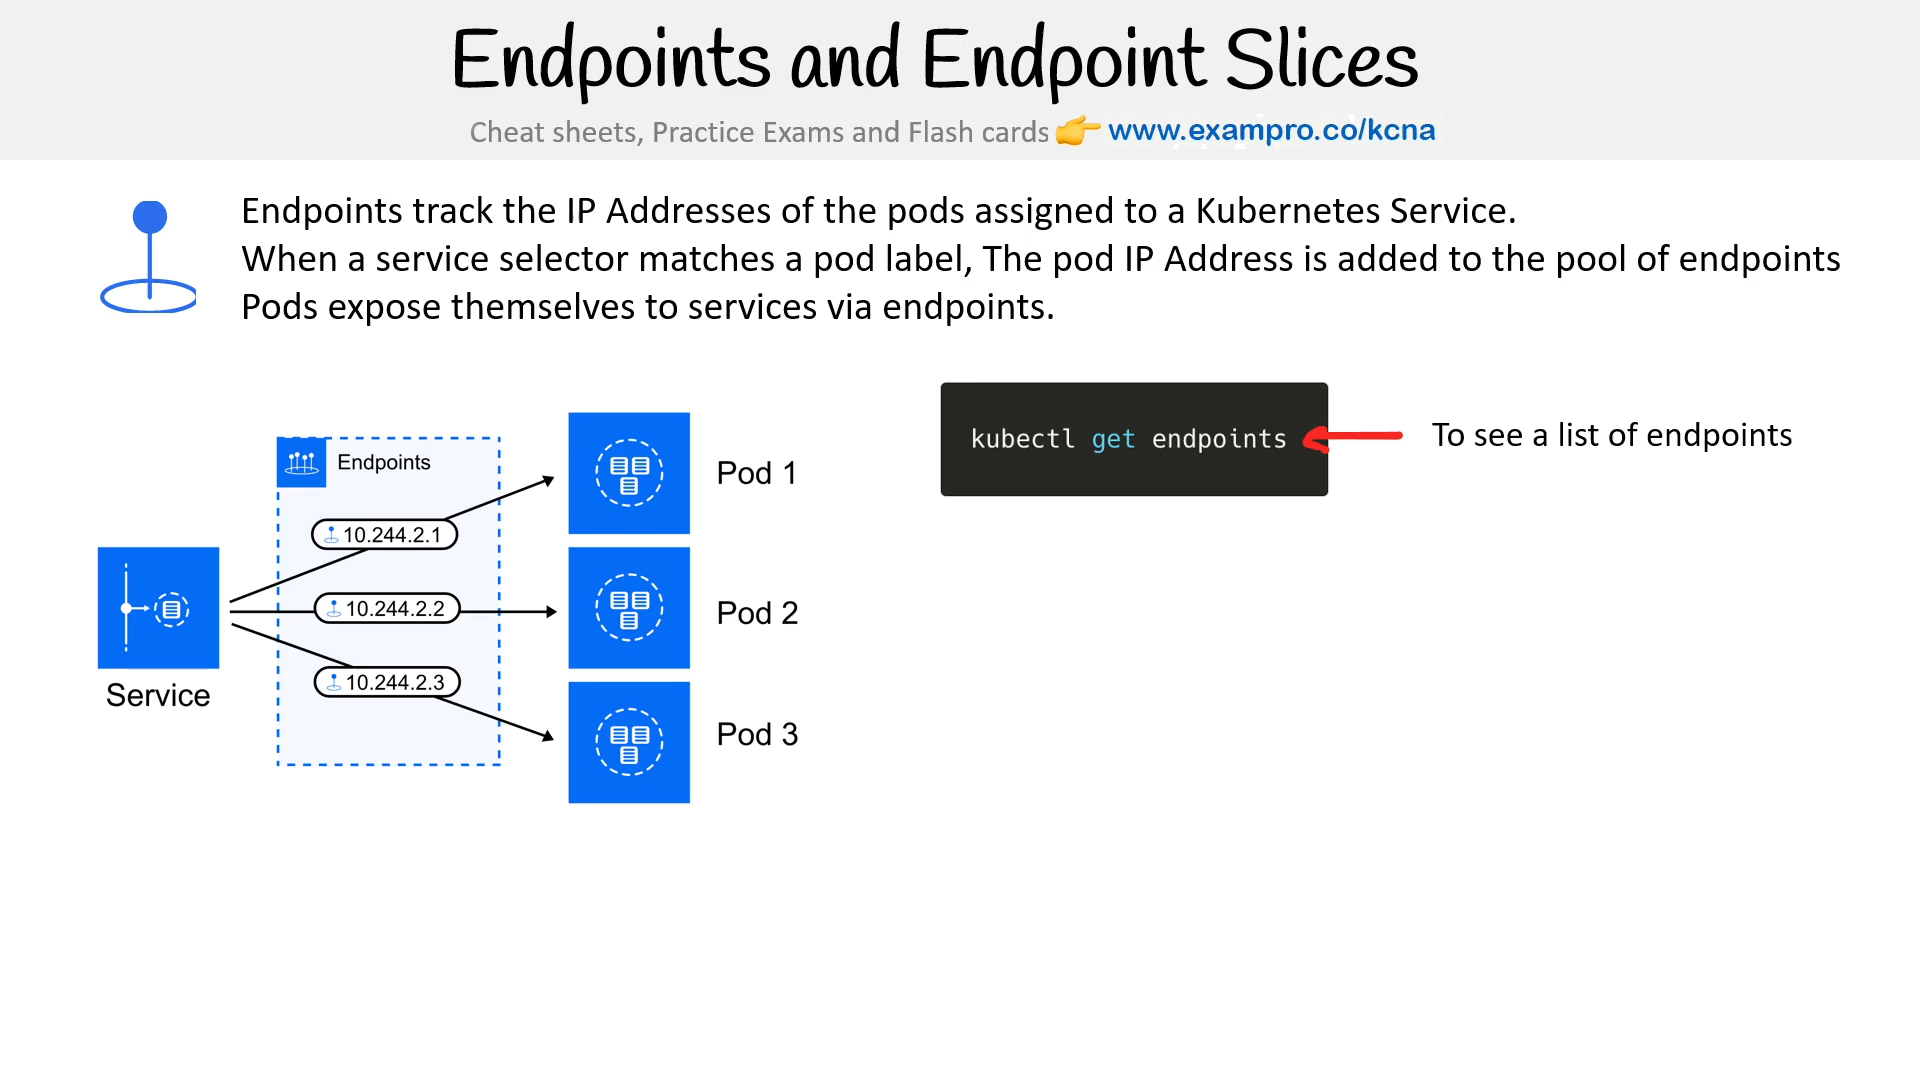 Endpoints and Endpoint Slices
Cheat sheets, Practice Exams and Flash cards www.exampro.co/kcna
Endpoints track the IP Addresses of the pods assigned to a Kubernetes Service.
When a service selector matches a pod label, The pod IP Address is added to the pool of endpoints
Pods expose themselves to services via endpoints.
Endpoints
10.244.2.1
10.244.2.2
10.244.2.3
Service
Pod 1
Pod 2
Pod 3
kubectl get endpoints
To see a list of endpoints